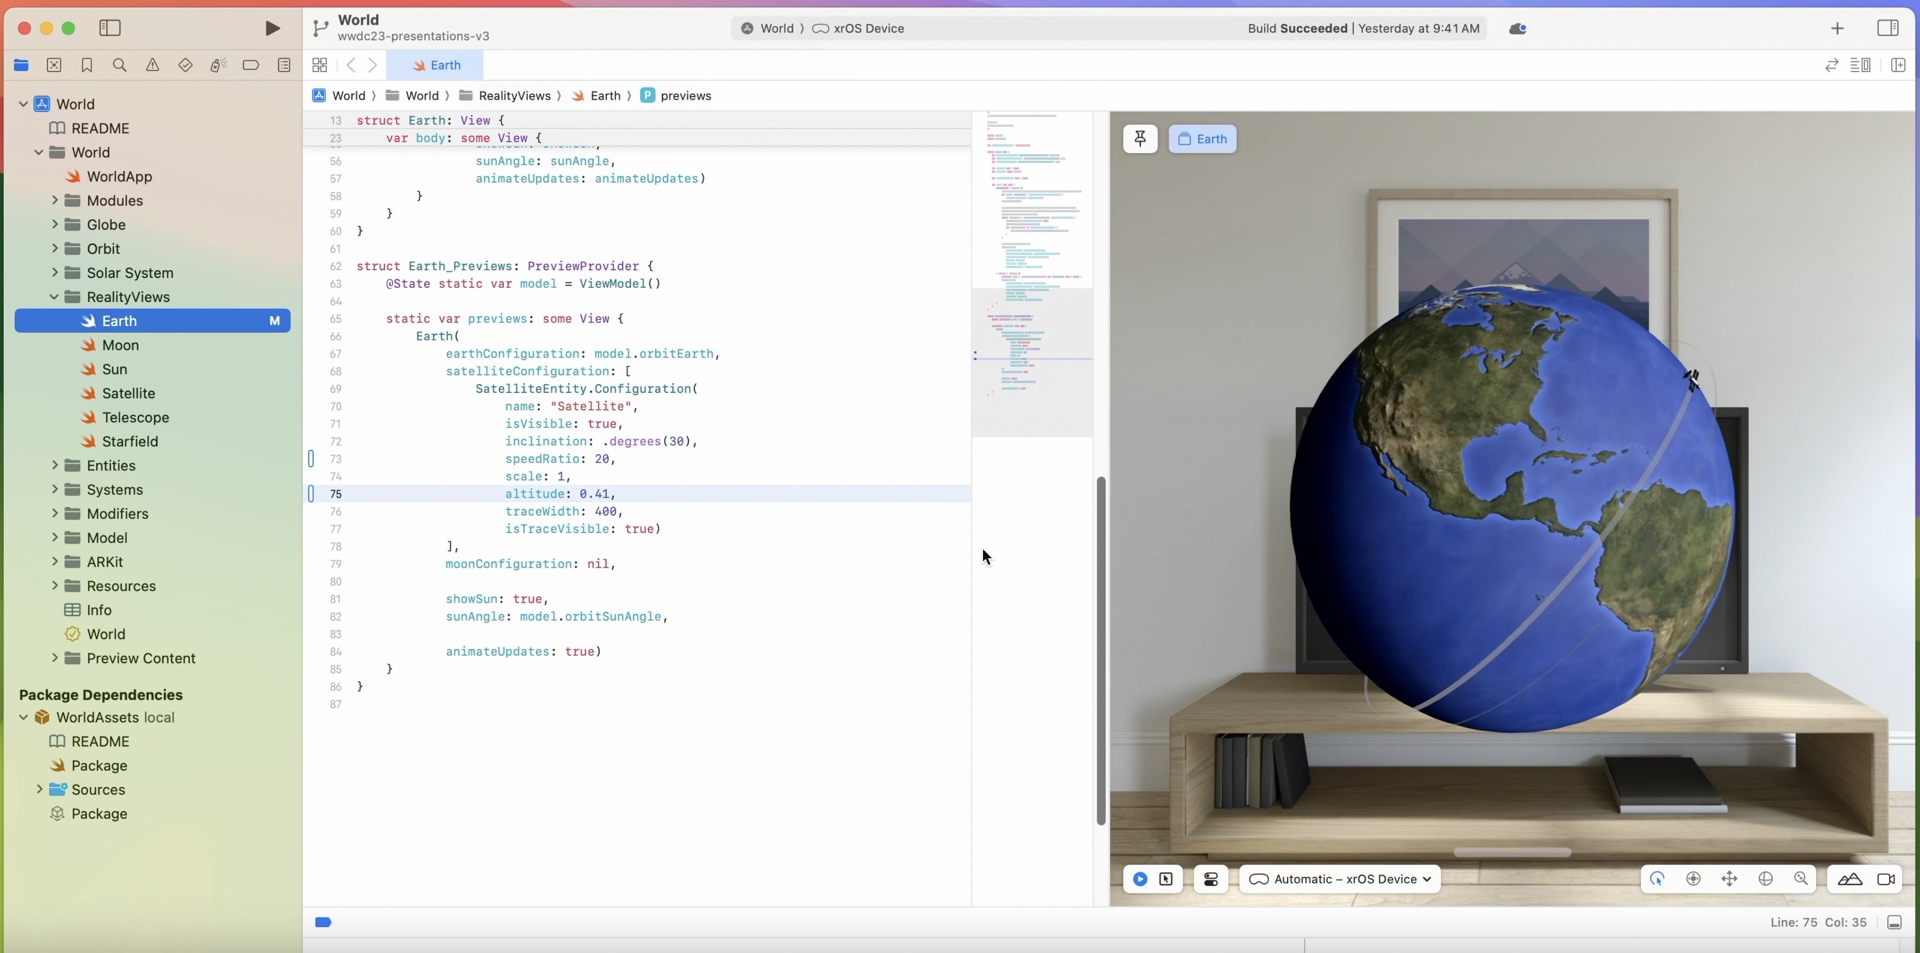 World
wwdc23-presentations-v3
World
xrOS Device
Build Succeeded | Yesterday at 9:41 AM
Earth
World
World
RealityViews
Earth
P
previews
World
README
World
WorldApp
Modules
Globe
Orbit
Solar System
RealityViews
Earth M
Moon
Sun
Satellite
Telescope
Starfield
Entities
Systems
Modifiers
Model
ARKit
Resources
Info
World
Preview Content
Package Dependencies
WorldAssets local
README
Package
Sources
Package
13 struct Earth: View {
23 var body: some View {
56 sunAngle: sunAngle,
57 animateUpdates: animateUpdates)
58 }
59 }
60 }
61
62 struct Earth_Previews: PreviewProvider {
63 @State static var model = ViewModel()
64
65 static var previews: some View {
66 Earth(
67 earthConfiguration: model.orbitEarth,
68 satelliteConfiguration: [
69 SatelliteEntity.Configuration(
70 name: "Satellite",
71 isVisible: true,
72 inclination: .degrees(30),
73 speedRatio: 20,
74 scale: 1,
75 altitude: 0.41,
76 traceWidth: 400,
77 isTraceVisible: true)
78 ],
79 moonConfiguration: nil,
80
81 showSun: true,
82 sunAngle: model.orbitSunAngle,
83
84 animateUpdates: true)
85 }
86 }
87
Earth
Automatic – xrOS Device
Line: 75 Col: 35